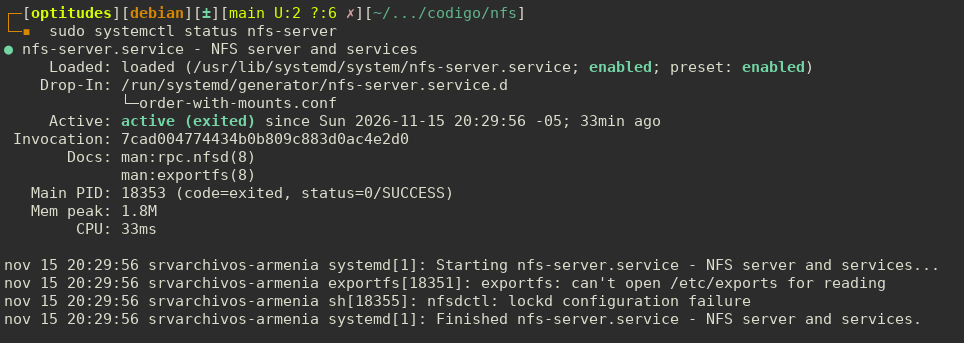 ┌─[optitudes][debian][±][main U:2 ?:6 ✗][~/.../codigo/nfs]
└─▪  sudo systemctl status nfs-server
● nfs-server.service - NFS server and services
     Loaded: loaded (/usr/lib/systemd/system/nfs-server.service; enabled; preset: enabled)
    Drop-In: /run/systemd/generator/nfs-server.service.d
             └─order-with-mounts.conf
     Active: active (exited) since Sun 2026-11-15 20:29:56 -05; 33min ago
 Invocation: 7cad004774434b0b809c883d0ac4e2d0
       Docs: man:rpc.nfsd(8)
             man:exportfs(8)
   Main PID: 18353 (code=exited, status=0/SUCCESS)
   Mem peak: 1.8M
        CPU: 33ms

nov 15 20:29:56 srvarchivos-armenia systemd[1]: Starting nfs-server.service - NFS server and services...
nov 15 20:29:56 srvarchivos-armenia exportfs[18351]: exportfs: can't open /etc/exports for reading
nov 15 20:29:56 srvarchivos-armenia sh[18355]: nfsdctl: lockd configuration failure
nov 15 20:29:56 srvarchivos-armenia systemd[1]: Finished nfs-server.service - NFS server and services.